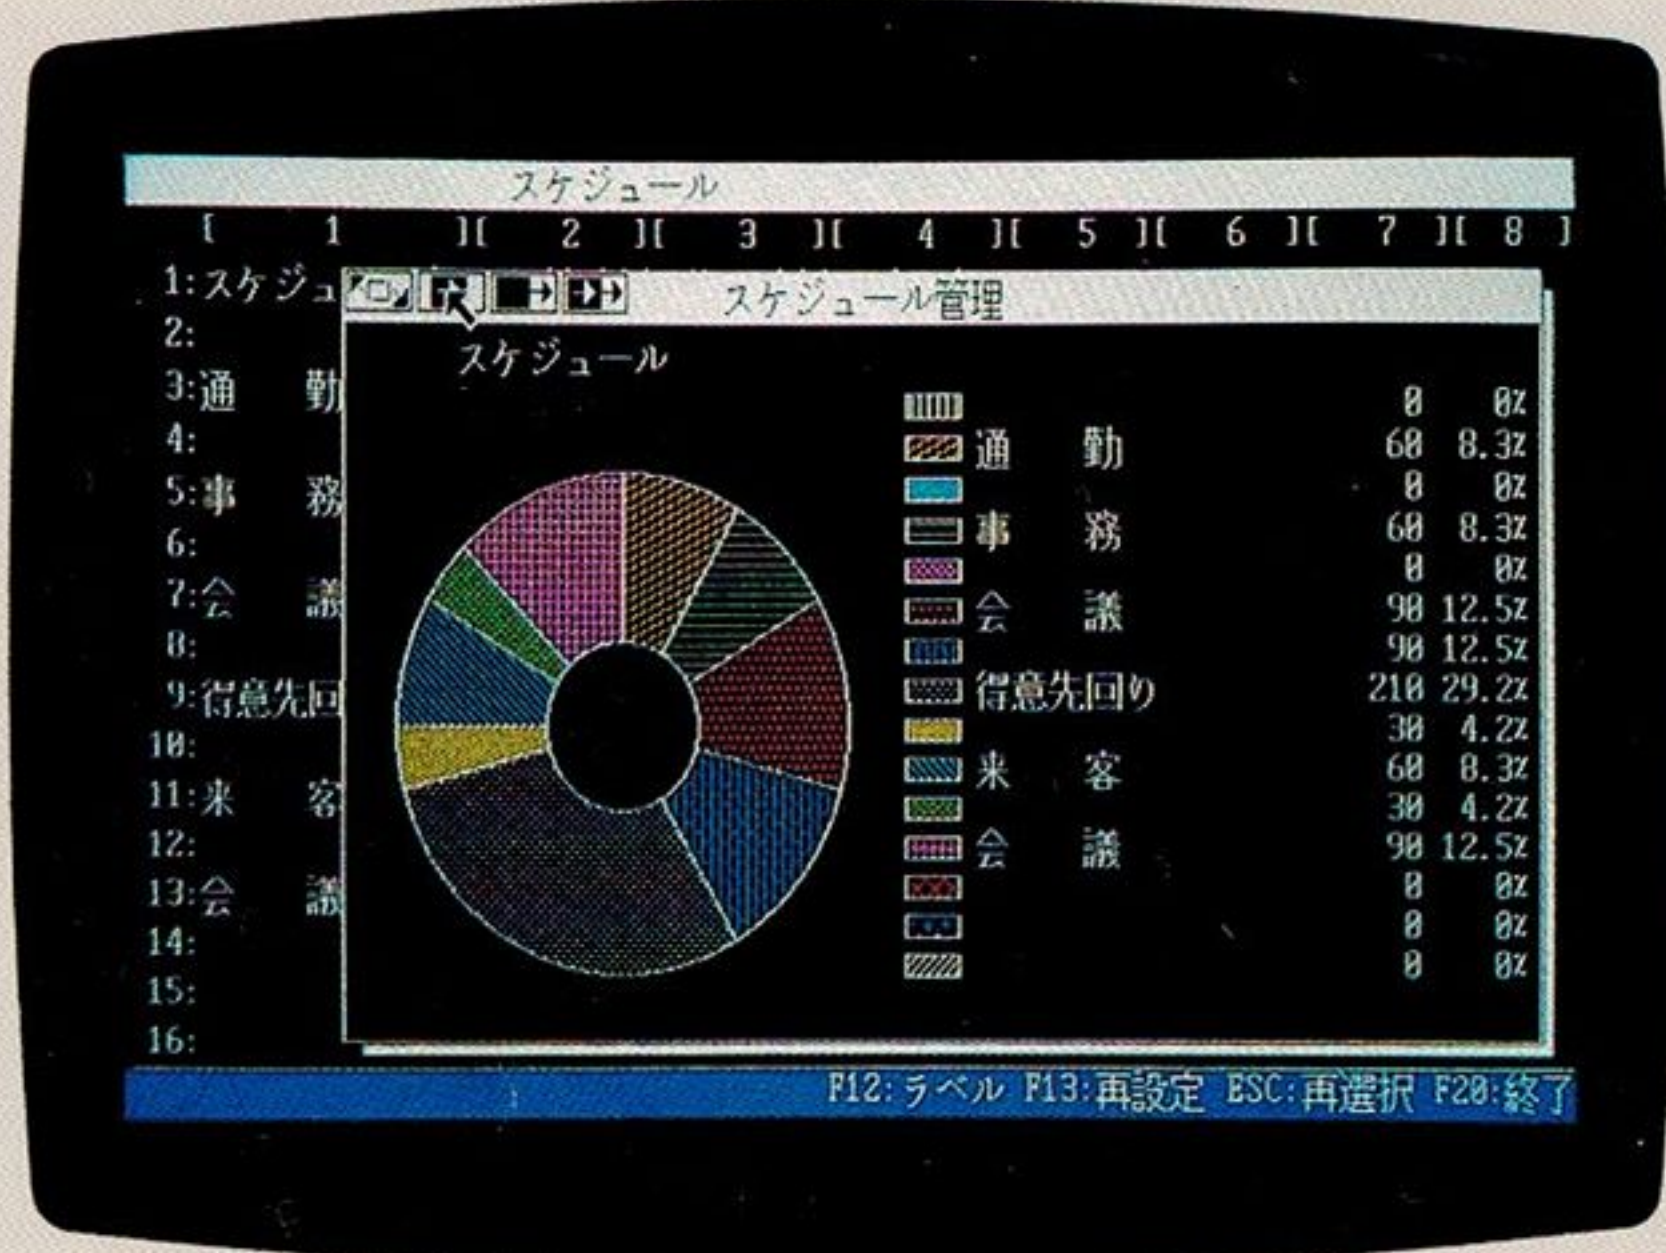 スケジュール
[ 1 ][ 2 ][ 3 ][ 4 ][ 5 ][ 6 ][ 7 ][ 8 ]
1:スケジュ
2:
3:通 勤
4:
5:事 務
6:
7:会 議
8:
9:得意先回
10:
11:来 客
12:
13:会 議
14:
15:
16:
スケジュール管理
スケジュール
0 0%
通 勤 60 8.3%
0 0%
事 務 60 8.3%
0 0%
会 議 90 12.5%
90 12.5%
得意先回り 210 29.2%
30 4.2%
来 客 60 8.3%
30 4.2%
会 議 90 12.5%
0 0%
0 0%
0 0%
F12:ラベル F13:再設定 ESC:再選択 F20:終了